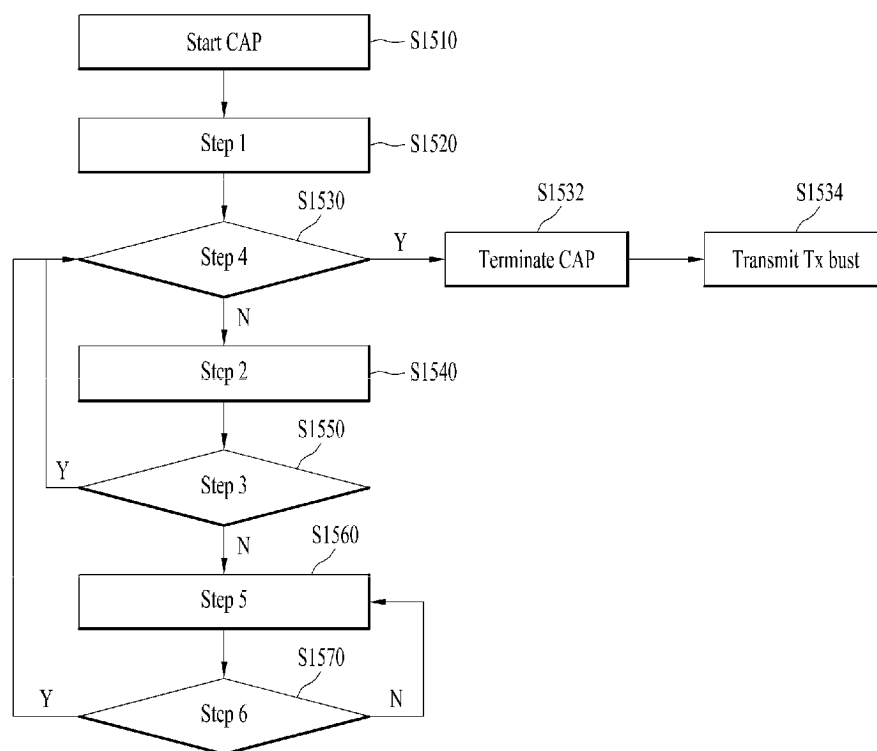 Start CAP
S1510
Step 1
S1520
S1530
Step 4
Y
N
S1532
Terminate CAP
S1534
Transmit Tx bust
Step 2
S1540
S1550
Step 3
Y
N
S1560
Step 5
S1570
Step 6
Y
N